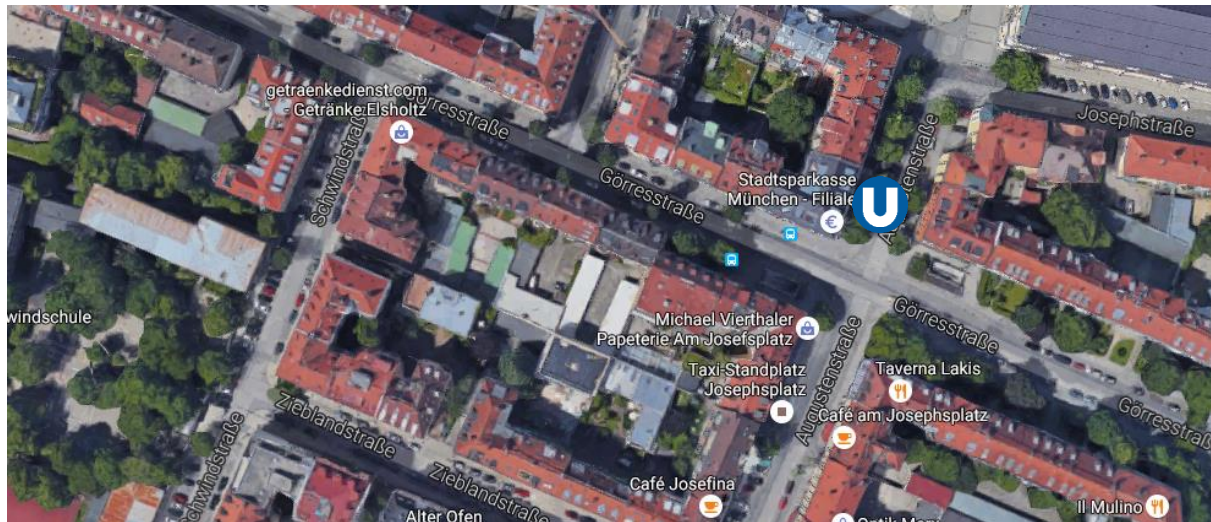 getraenkedienst.com
- Getränke Elsholtz
Görresstraße
Josephstraße
Schwindstraße
Görresstraße
Stadtsparkasse
München - Filiale
U
€
windschule
Michael Vierthaler
Papeterie Am Josefsplatz
Görresstraße
Taxi-Standplatz
Josephsplatz
Augustenstraße
Taverna Lakis
Café am Josephsplatz
Görresstraß
Zieblandstraße
Schwindstraße
Zieblandstraße
Café Josefina
Il Mulino
Alter Ofen